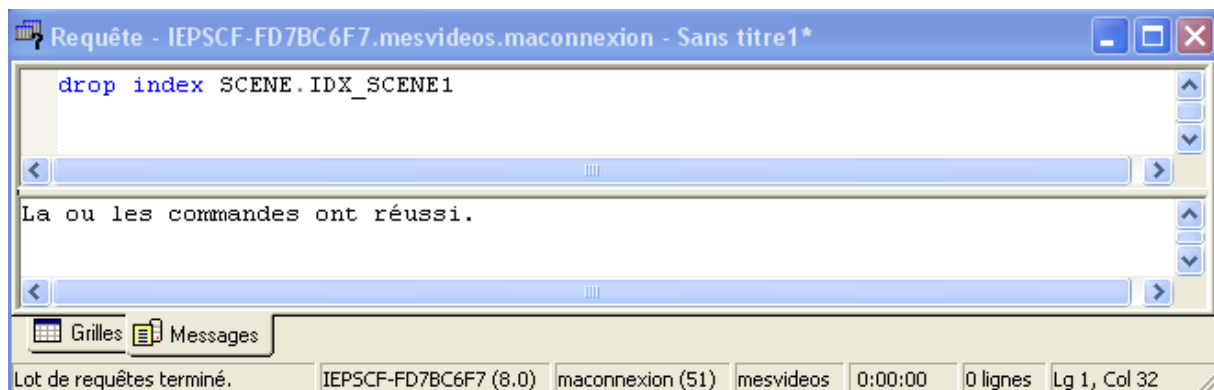 Requête - IEPSCF-FD7BC6F7.mesvideos.maconnexion - Sans titre1*
drop index SCENE.IDX_SCENE1
La ou les commandes ont réussi.
Grilles Messages
Lot de requêtes terminé. IEPSCF-FD7BC6F7 (8.0) maconnexion (51) mesvideos 0:00:00 0 lignes Lg 1, Col 32